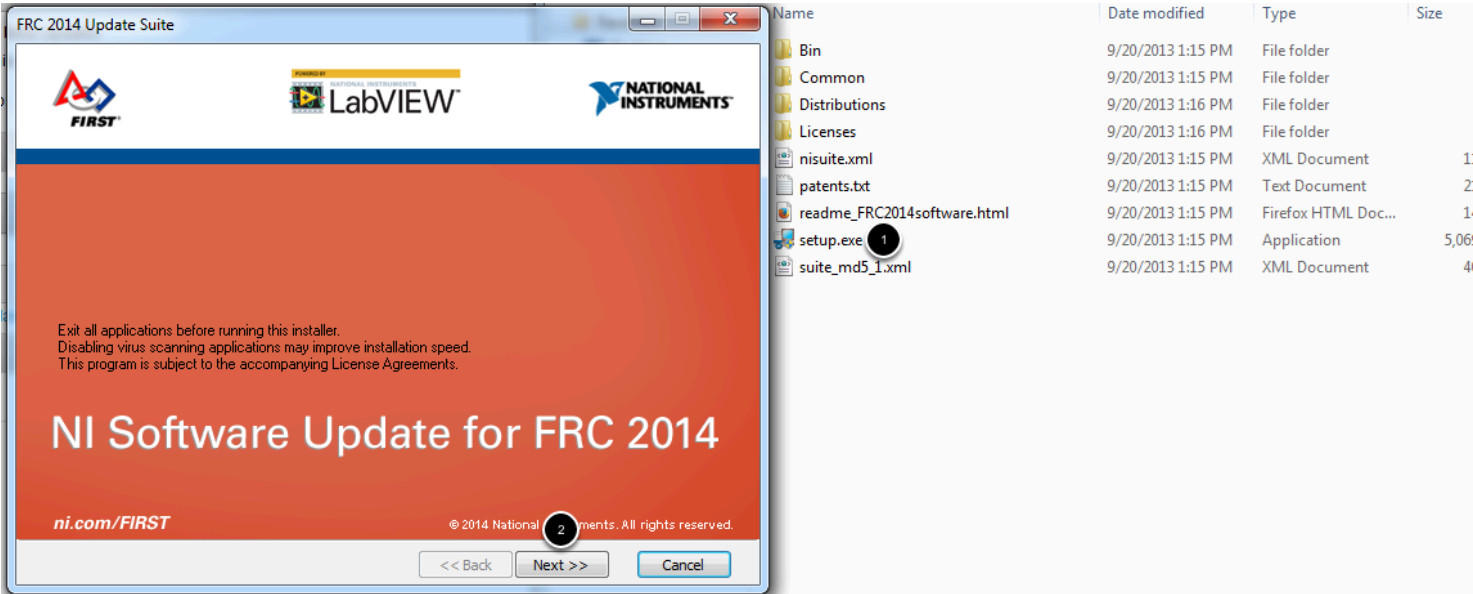 FRC 2014 Update Suite
FIRST
POWERED BY
NATIONAL INSTRUMENTS
LabVIEW
NATIONAL
INSTRUMENTS
Exit all applications before running this installer.
Disabling virus scanning applications may improve installation speed.
This program is subject to the accompanying License Agreements.
NI Software Update for FRC 2014
ni.com/FIRST
© 2014 National ments. All rights reserved.
2
<< Back Next >> Cancel
Name Date modified Type Size
Bin 9/20/2013 1:15 PM File folder
Common 9/20/2013 1:15 PM File folder
Distributions 9/20/2013 1:16 PM File folder
Licenses 9/20/2013 1:16 PM File folder
nisuite.xml 9/20/2013 1:15 PM XML Document
patents.txt 9/20/2013 1:15 PM Text Document
readme_FRC2014software.html 9/20/2013 1:15 PM Firefox HTML Doc...
setup.exe 1 9/20/2013 1:15 PM Application 5,06
suite_md5_1.xml 9/20/2013 1:15 PM XML Document